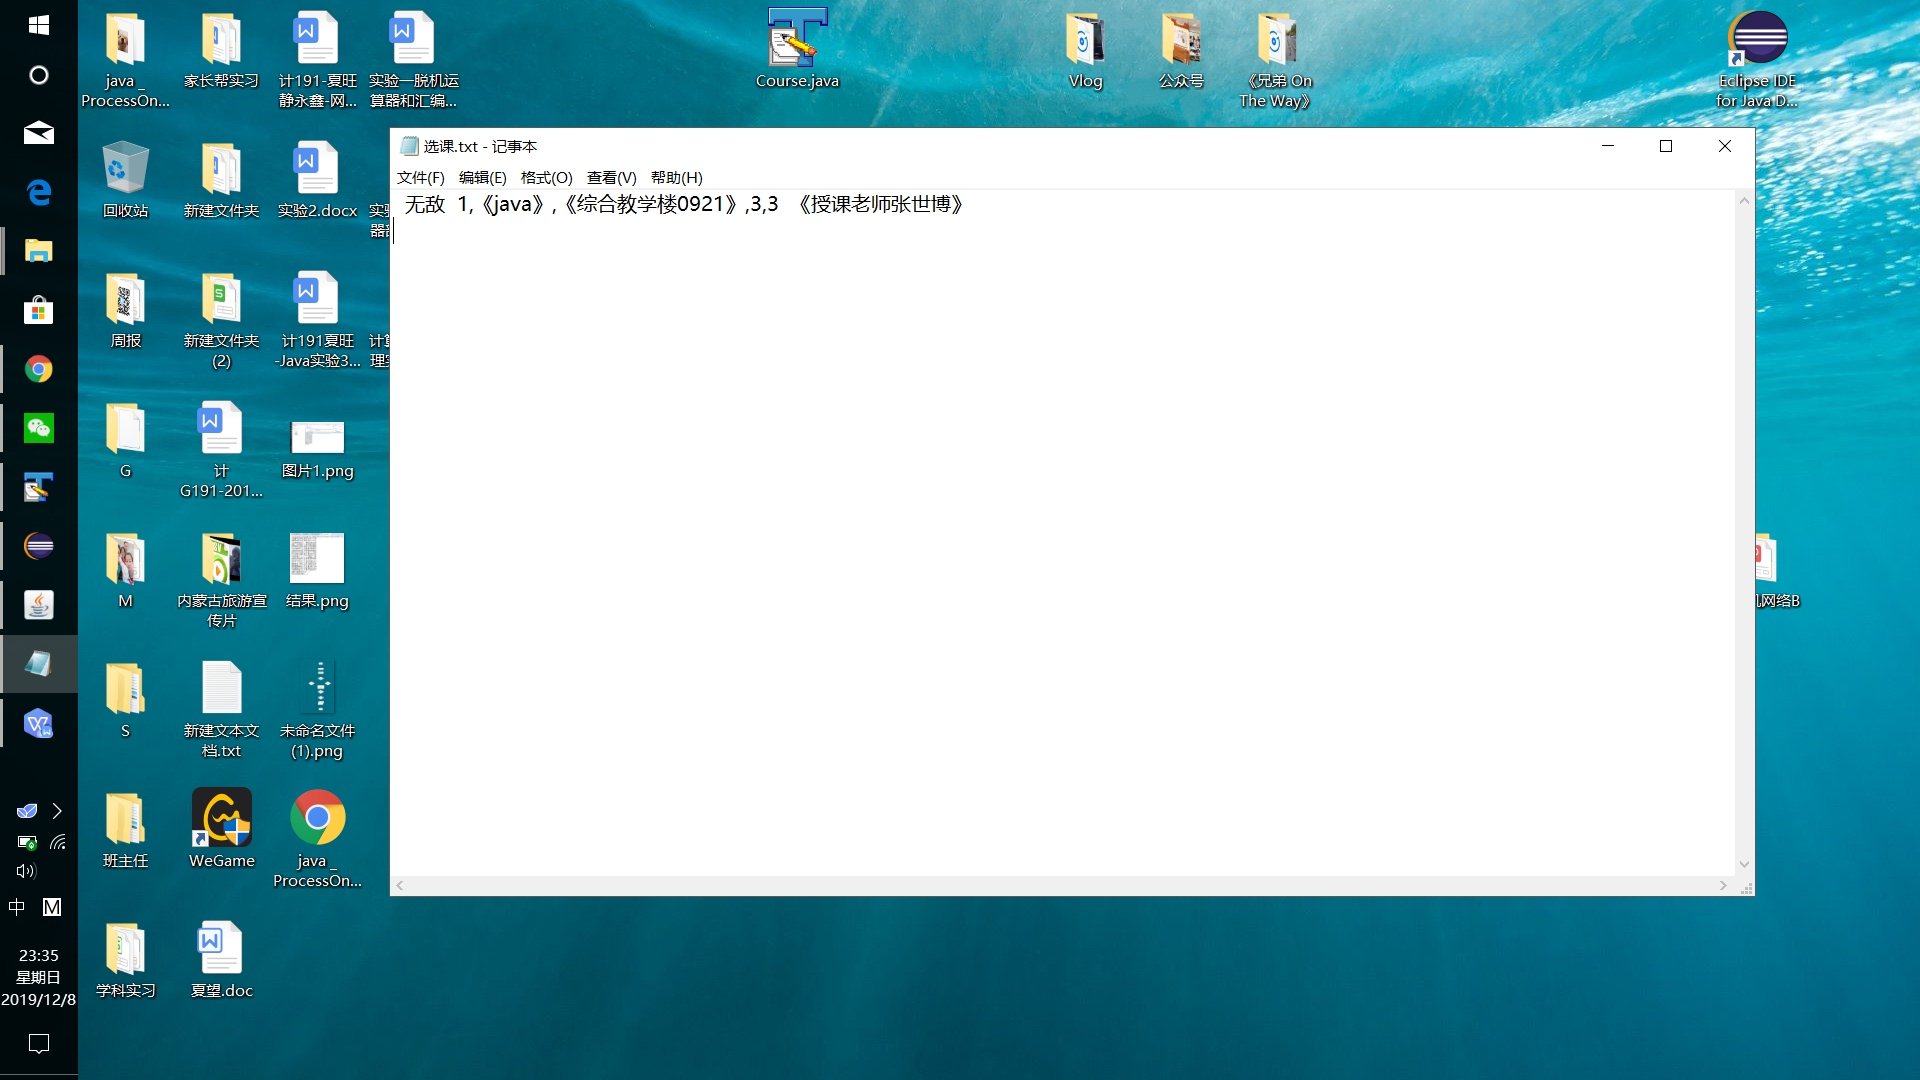 java _
ProcessOn...
家长帮实习
计191-夏旺
静永鑫-网...
实验一脱机运
算器和汇编...
Course.java
Vlog
公众号
《兄弟 On
The Way》
Eclipse IDE
for Java D...
选课.txt - 记事本
文件(F) 编辑(E) 格式(O) 查看(V) 帮助(H)
无敌 1,《java》,《综合教学楼0921》,3,3 《授课老师张世博》
回收站
新建文件夹
实验2.docx
周报
新建文件夹
(2)
计191夏旺
-Java实验3...
G
计
G191-201...
图片1.png
M
内蒙古旅游宣
传片
结果.png
S
新建文本文
档.txt
未命名文件
(1).png
班主任
WeGame
java _
ProcessOn...
学科实习
夏望.doc
机网络B
中 M
23:35
星期日
2019/12/8